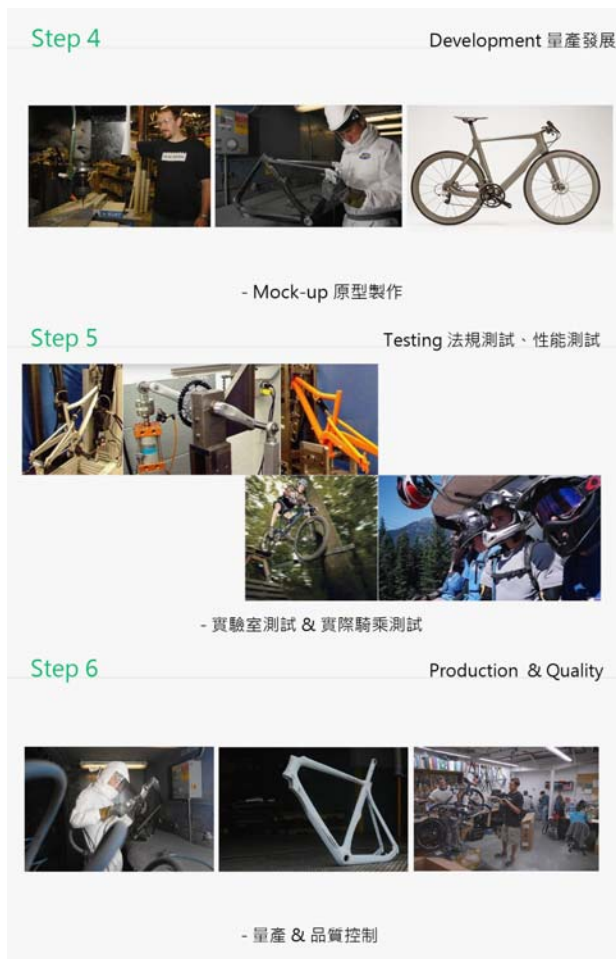 Step 4
Development 量產發展
- Mock-up 原型製作
Step 5
Testing 法規測試、性能測試
- 實驗室測試 & 實際騎乘測試
Step 6
Production & Quality
- 量產 & 品質控制